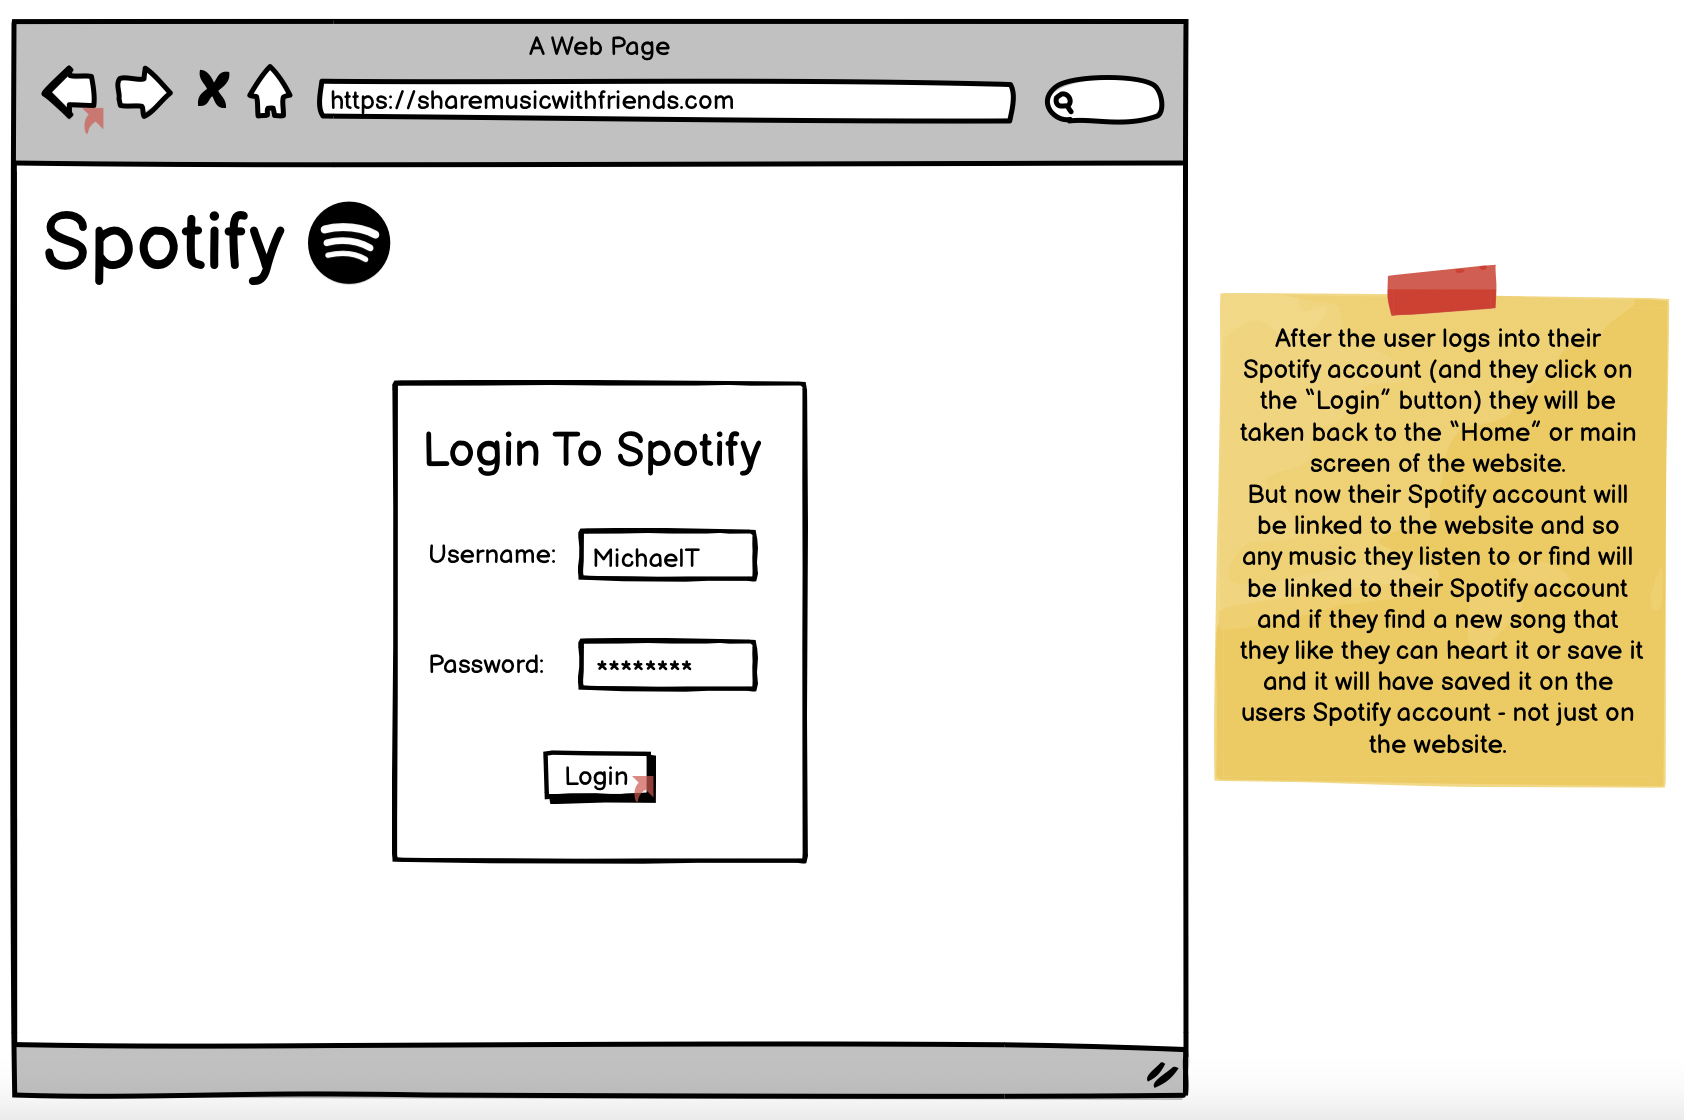 A Web Page
https://sharemusicwithfriends.com
Spotify
Login To Spotify
Username:
MichaelT
Password:
********
Login
After the user logs into their
Spotify account (and they click on
the “Login” button) they will be
taken back to the “Home” or main
screen of the website.
But now their Spotify account will
be linked to the website and so
any music they listen to or find will
be linked to their Spotify account
and if they find a new song that
they like they can heart it or save it
and it will have saved it on the
users Spotify account - not just on
the website.